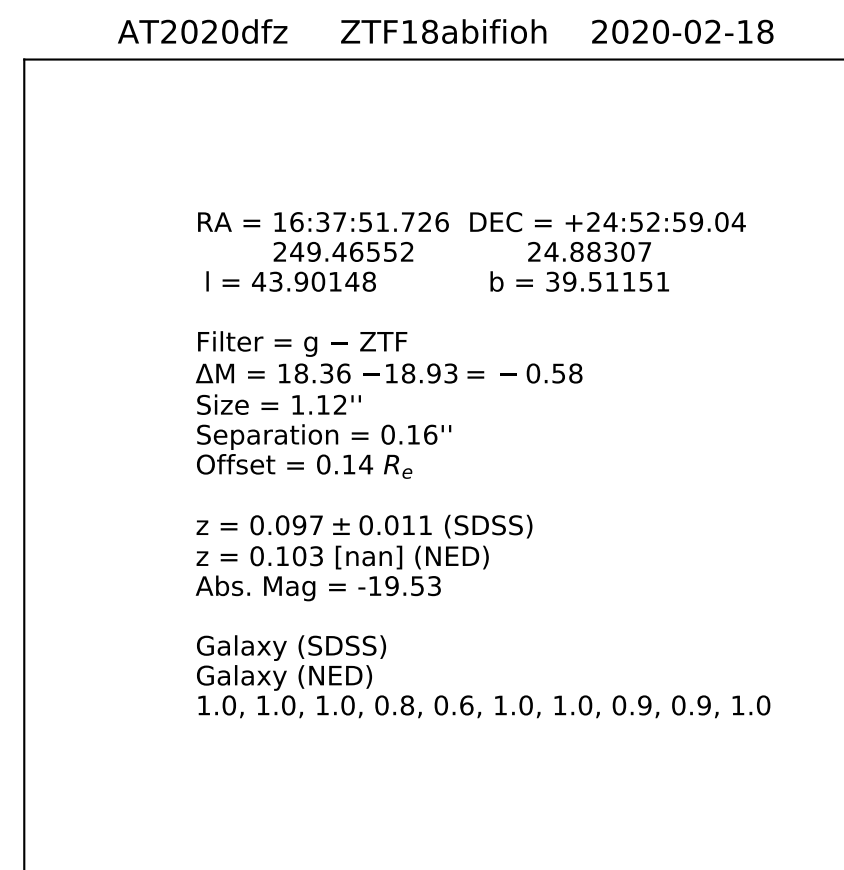 AT2020dfz ZTF18abifioh 2020-02-18
RA = 16:37:51.726 DEC = +24:52:59.04
249.46552 24.88307
l = 43.90148 b = 39.51151
Filter = g − ZTF
ΔM = 18.36 −18.93 = − 0.58
Size = 1.12''
Separation = 0.16''
Offset = 0.14 Rₑ
z = 0.097 ± 0.011 (SDSS)
z = 0.103 [nan] (NED)
Abs. Mag = -19.53
Galaxy (SDSS)
Galaxy (NED)
1.0, 1.0, 1.0, 0.8, 0.6, 1.0, 1.0, 0.9, 0.9, 1.0